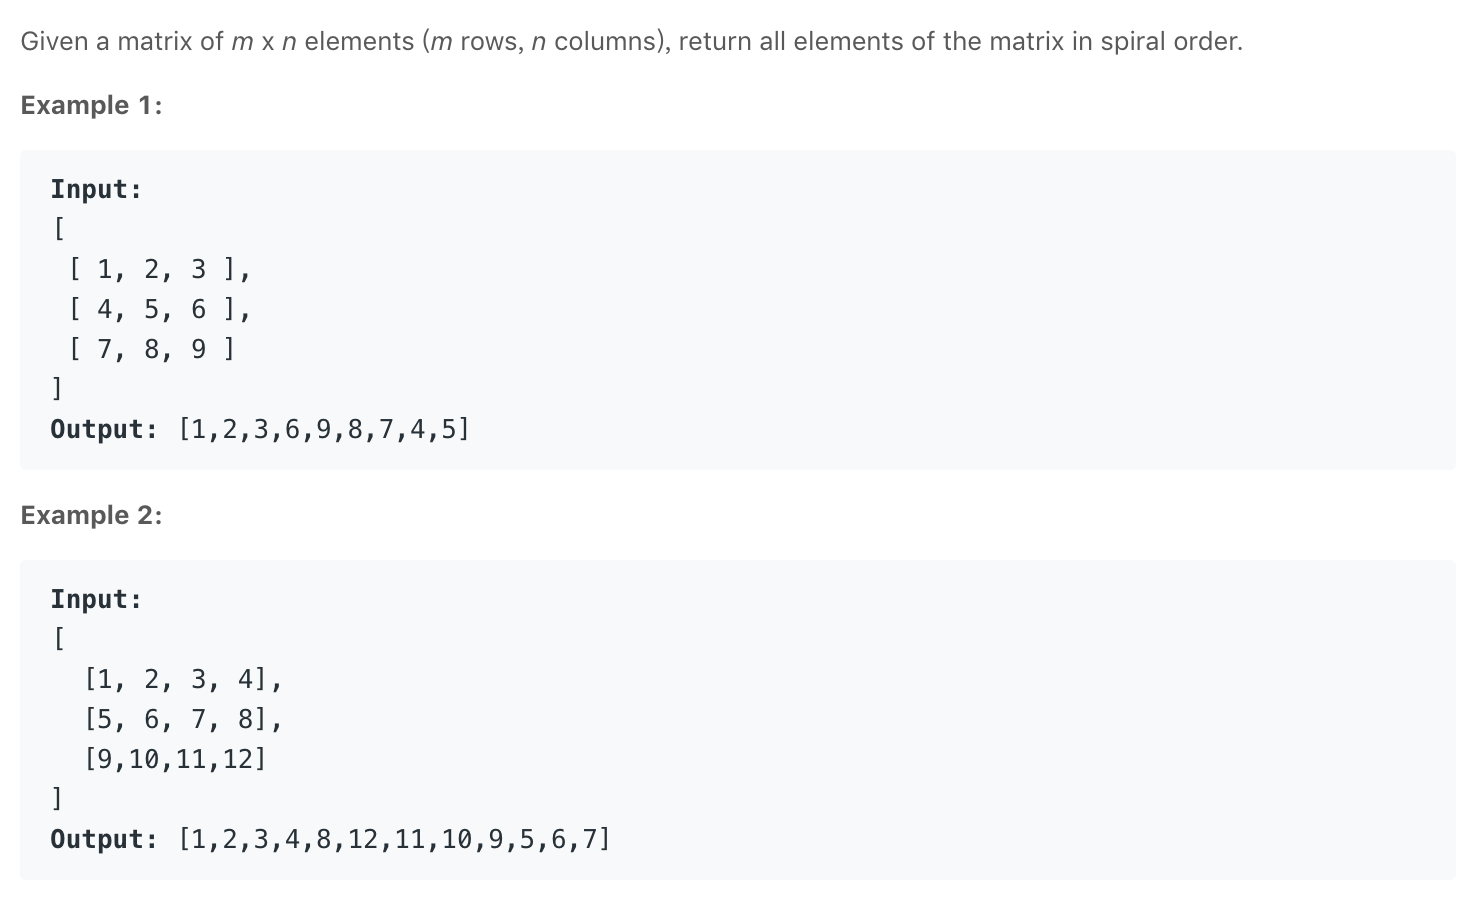 Given a matrix of m x n elements (m rows, n columns), return all elements of the matrix in spiral order.
Example 1:
Input:
[
[ 1, 2, 3 ],
[ 4, 5, 6 ],
[ 7, 8, 9 ]
]
Output: [1,2,3,6,9,8,7,4,5]
Example 2:
Input:
[
[1, 2, 3, 4],
[5, 6, 7, 8],
[9,10,11,12]
]
Output: [1,2,3,4,8,12,11,10,9,5,6,7]